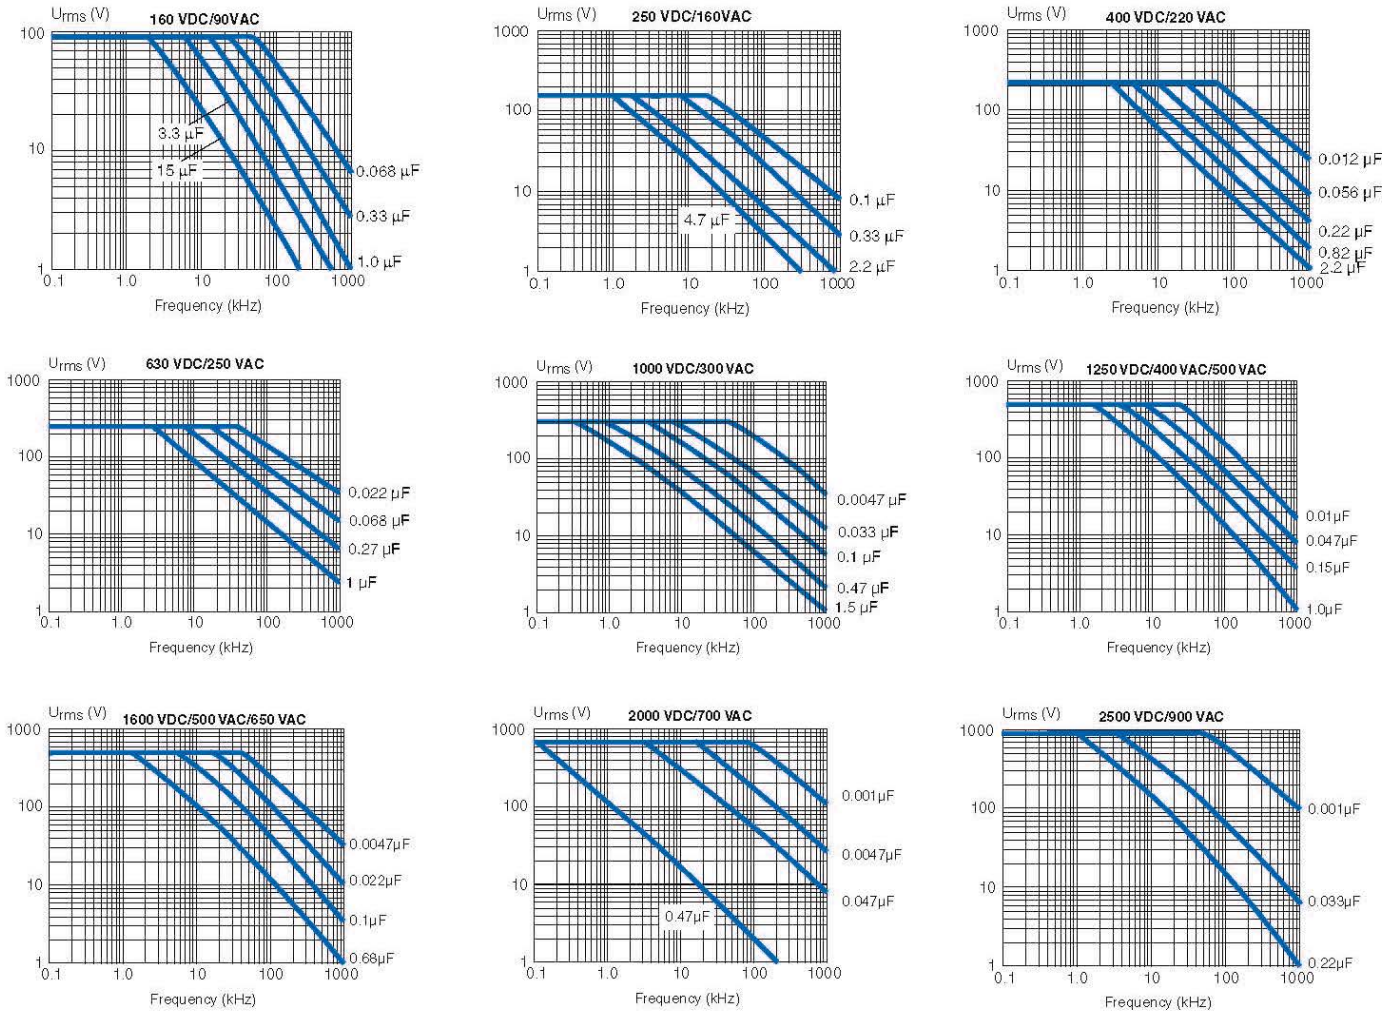 Urms (V) 160 VDC/90VAC
100
10
1
3.3 µF
15 µF
0.068 µF
0.33 µF
1.0 µF
0.1 1.0 10 100 1000
Frequency (kHz)
Urms (V) 250 VDC/160VAC
1000
100
10
1
4.7 µF
0.1 µF
0.33 µF
2.2 µF
0.1 1.0 10 100 1000
Frequency (kHz)
Urms (V) 400 VDC/220 VAC
1000
100
10
1
0.012 µF
0.056 µF
0.22 µF
0.82 µF
2.2 µF
0.1 1.0 10 100 1000
Frequency (kHz)
Urms (V) 630 VDC/250 VAC
1000
100
10
1
0.022 µF
0.068 µF
0.27 µF
1 µF
0.1 1.0 10 100 1000
Frequency (kHz)
Urms (V) 1000 VDC/300 VAC
1000
100
10
1
0.0047 µF
0.033 µF
0.1 µF
0.47 µF
1.5 µF
0.1 1.0 10 100 1000
Frequency (kHz)
Urms (V) 1250 VDC/400 VAC/500 VAC
1000
100
10
1
0.01µF
0.047µF
0.15µF
1.0µF
0.1 1.0 10 100 1000
Frequency (kHz)
Urms (V) 1600 VDC/500 VAC/650 VAC
1000
100
10
1
0.0047µF
0.022µF
0.1µF
0.68µF
0.1 1.0 10 100 1000
Frequency (kHz)
Urms (V) 2000 VDC/700 VAC
1000
100
10
1
0.47µF
0.001µF
0.0047µF
0.047µF
0.1 1.0 10 100 1000
Frequency (kHz)
Urms (V) 2500 VDC/900 VAC
1000
100
10
1
0.001µF
0.033µF
0.22µF
0.1 1.0 10 100 1000
Frequency (kHz)